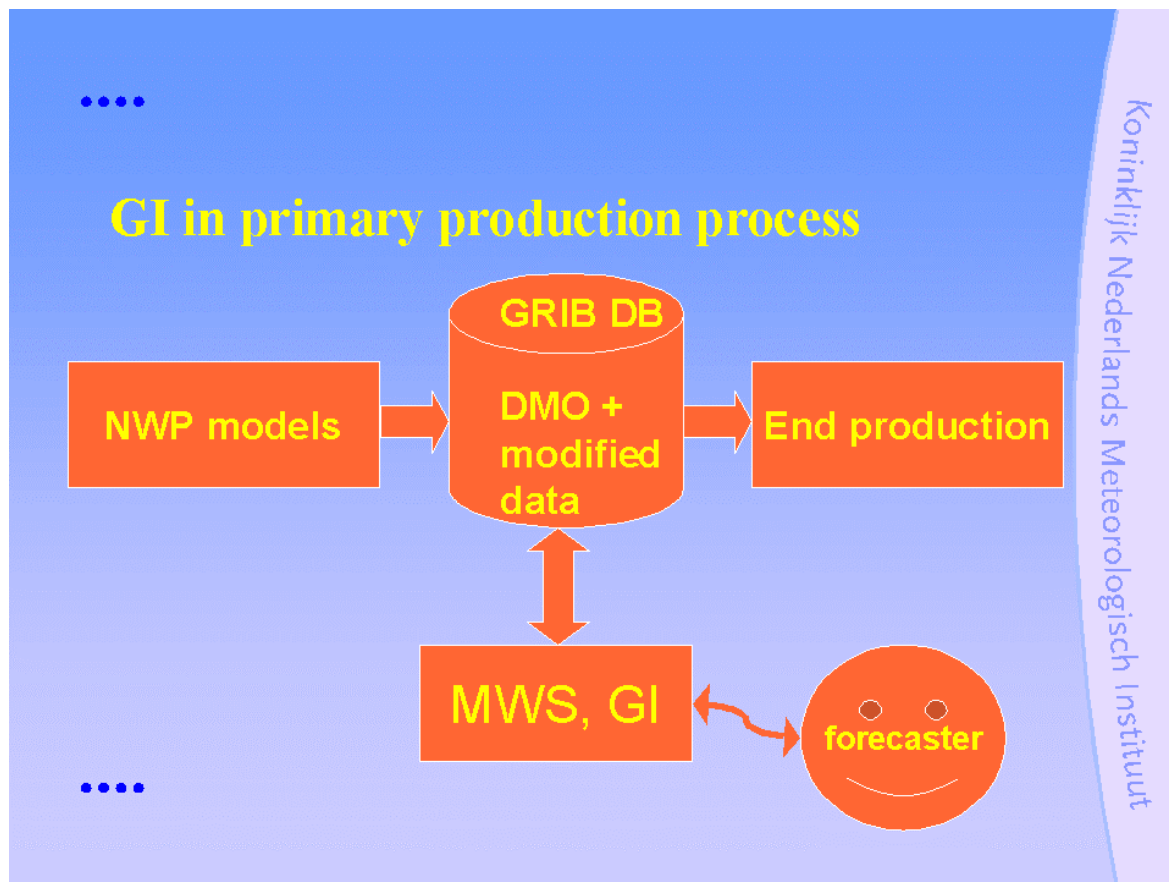 GI in primary production process
GRIB DB
NWP models
DMO +
modified
data
End production
MWS, GI
forecaster
Koninklijk Nederlands Meteorologisch Instituut